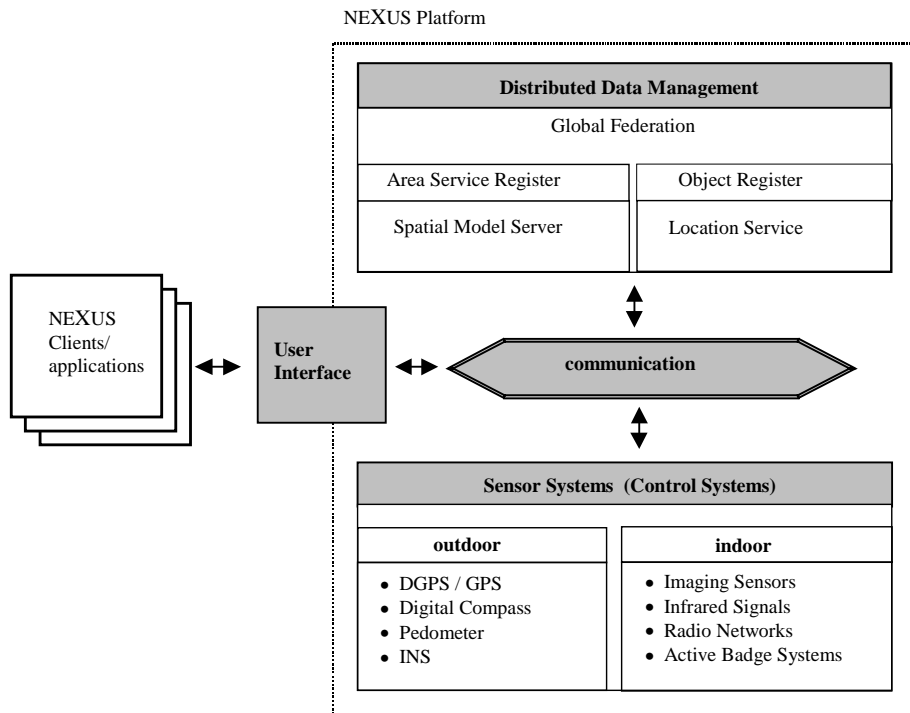 NEXUS Platform
Distributed Data Management
Global Federation
Area Service Register
Object Register
Spatial Model Server
Location Service
NEXUS
Clients/
applications
User
Interface
communication
Sensor Systems (Control Systems)
outdoor
• DGPS / GPS
• Digital Compass
• Pedometer
• INS
indoor
• Imaging Sensors
• Infrared Signals
• Radio Networks
• Active Badge Systems